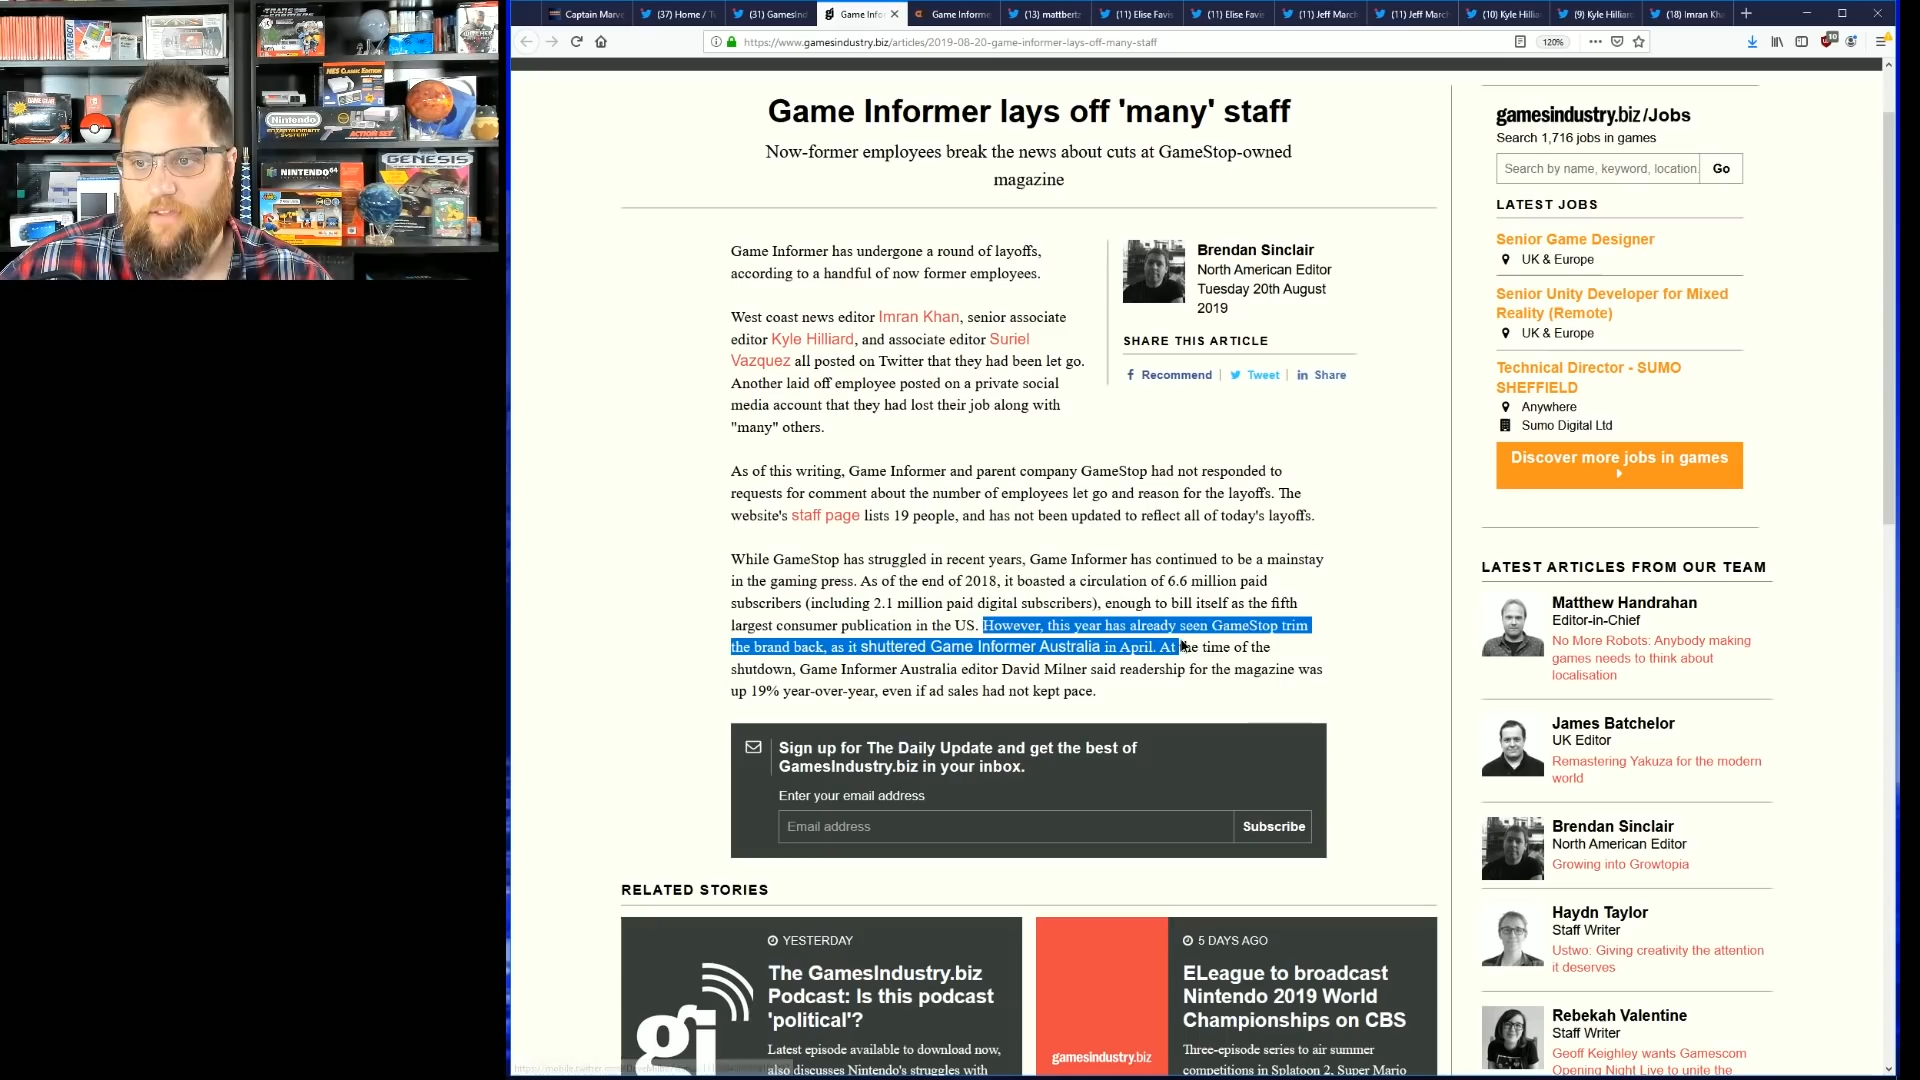 Captain Marv
(37) Home / T
(31) GamesInd
Game Info
Game Informe
(13) mattbertz
(11) Elise Favis
(11) Elise Favis
(11) Jeff March
(11) Jeff March
(10) Kyle Hillia
(9) Kyle Hilliar
(18) Imran Kha
https://www.gamesindustry.biz/articles/2019-08-20-game-informer-lays-off-many-staff
120%
10
Game Informer lays off 'many' staff
Now-former employees break the news about cuts at GameStop-owned
magazine
Game Informer has undergone a round of layoffs,
according to a handful of now former employees.
West coast news editor Imran Khan, senior associate
editor Kyle Hilliard, and associate editor Suriel
Vazquez all posted on Twitter that they had been let go.
Another laid off employee posted on a private social
media account that they had lost their job along with
"many" others.
Brendan Sinclair
North American Editor
Tuesday 20th August
2019
SHARE THIS ARTICLE
Recommend
Tweet
Share
As of this writing, Game Informer and parent company GameStop had not responded to
requests for comment about the number of employees let go and reason for the layoffs. The
website's staff page lists 19 people, and has not been updated to reflect all of today's layoffs.
While GameStop has struggled in recent years, Game Informer has continued to be a mainstay
in the gaming press. As of the end of 2018, it boasted a circulation of 6.6 million paid
subscribers (including 2.1 million paid digital subscribers), enough to bill itself as the fifth
largest consumer publication in the US. However, this year has already seen GameStop trim
the brand back, as it shuttered Game Informer Australia in April. At the time of the
shutdown, Game Informer Australia editor David Milner said readership for the magazine was
up 19% year-over-year, even if ad sales had not kept pace.
Sign up for The Daily Update and get the best of
GamesIndustry.biz in your inbox.
Enter your email address
Email address
Subscribe
RELATED STORIES
YESTERDAY
The GamesIndustry.biz
Podcast: Is this podcast
'political'?
Latest episode available to download now,
also discusses Nintendo's struggles with
gi
5 DAYS AGO
ELeague to broadcast
Nintendo 2019 World
Championships on CBS
Three-episode series to air summer
competitions in Splatoon 2, Super Mario
gamesindustry.biz
gamesindustry.biz/Jobs
Search 1,716 jobs in games
Search by name, keyword, location.
Go
LATEST JOBS
Senior Game Designer
UK & Europe
Senior Unity Developer for Mixed
Reality (Remote)
UK & Europe
Technical Director - SUMO
SHEFFIELD
Anywhere
Sumo Digital Ltd
Discover more jobs in games
LATEST ARTICLES FROM OUR TEAM
Matthew Handrahan
Editor-in-Chief
No More Robots: Anybody making
games needs to think about
localisation
James Batchelor
UK Editor
Remastering Yakuza for the modern
world
Brendan Sinclair
North American Editor
Growing into Growtopia
Haydn Taylor
Staff Writer
Ustwo: Giving creativity the attention
it deserves
Rebekah Valentine
Staff Writer
Geoff Keighley wants Gamescom
Opening Night Live to unite the
NES CLASSIC EDITION
Nintendo
ENTERTAINMENT SYSTEM
ACTION SET
NINTENDO 64
GENESIS
GAME BOY